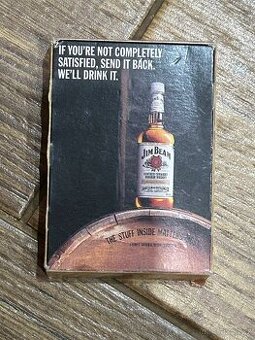 IF YOU'RE NOT COMPLETELY
SATISFIED, SEND IT BACK.
WE'LL DRINK IT.
JIM BEAM
THE STUFF INSIDE MATTERS